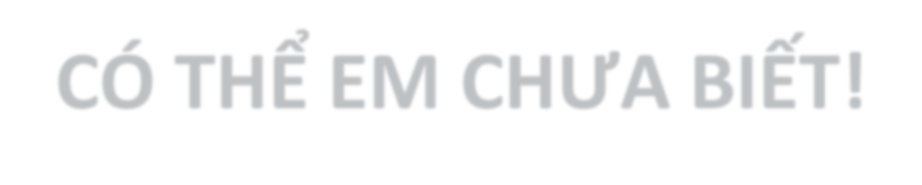 CÓ THỂ EM CHƯA BIẾT!